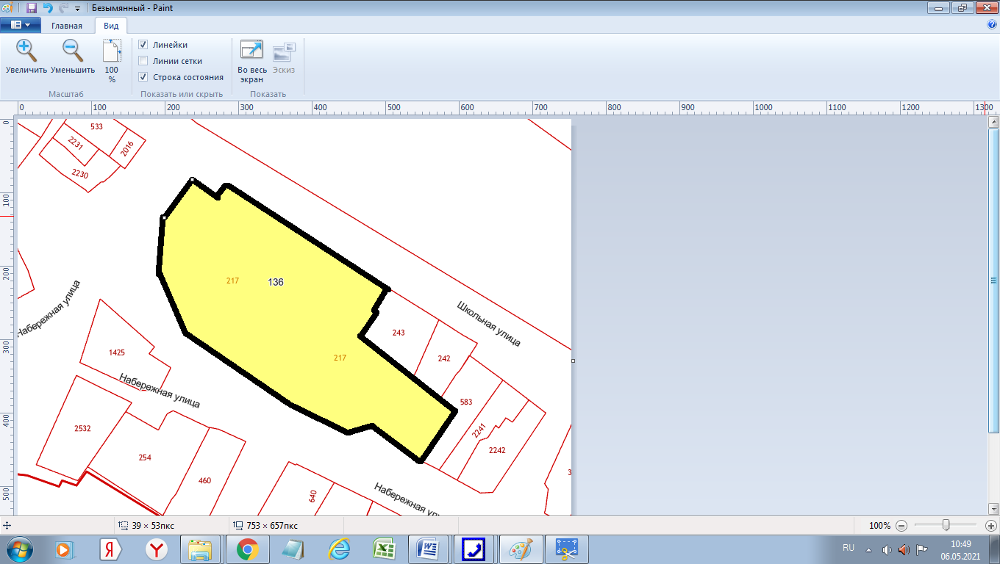 Безымянный - Paint
Главная
Вид
Увеличить
Уменьшить
100
%
Масштаб
Линейки
Линии сетки
Строка состояния
Показать или скрыть
Во весь
экран
Эскиз
Показать
0 100 200 300 400 500 600 700 800 900 1000 1100 1200 1300
0
100
200
300
400
500
533
2231
2016
2230
217
136
Набережная улица
Школьная улица
243
217
242
1425
Набережная улица
583
2532
2241
2242
254
460
640
Набережная
3
39 × 53пкс
753 × 657пкс
100%
RU
10:49
06.05.2021